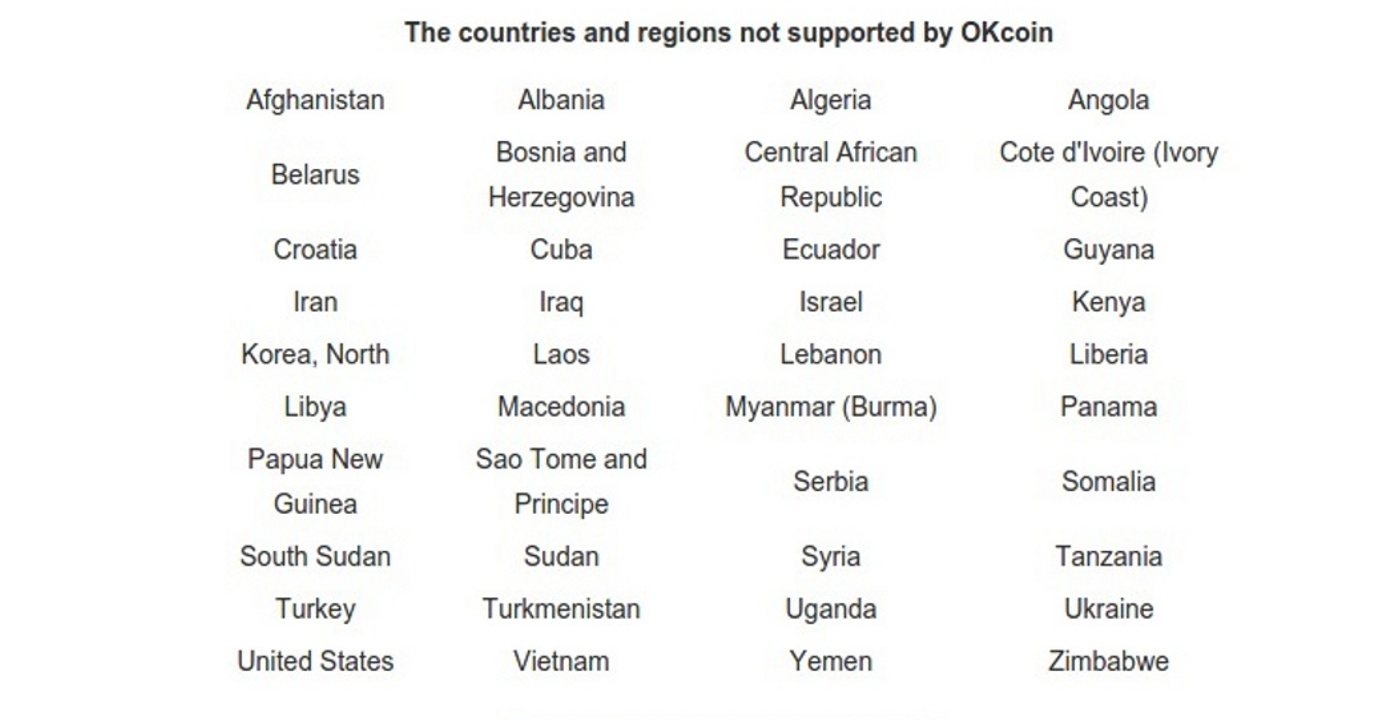 The countries and regions not supported by OKcoin
Afghanistan Albania Algeria Angola
Belarus Bosnia and Herzegovina Central African Republic Cote d'Ivoire (Ivory Coast)
Croatia Cuba Ecuador Guyana
Iran Iraq Israel Kenya
Korea, North Laos Lebanon Liberia
Libya Macedonia Myanmar (Burma) Panama
Papua New Guinea Sao Tome and Principe Serbia Somalia
South Sudan Sudan Syria Tanzania
Turkey Turkmenistan Uganda Ukraine
United States Vietnam Yemen Zimbabwe